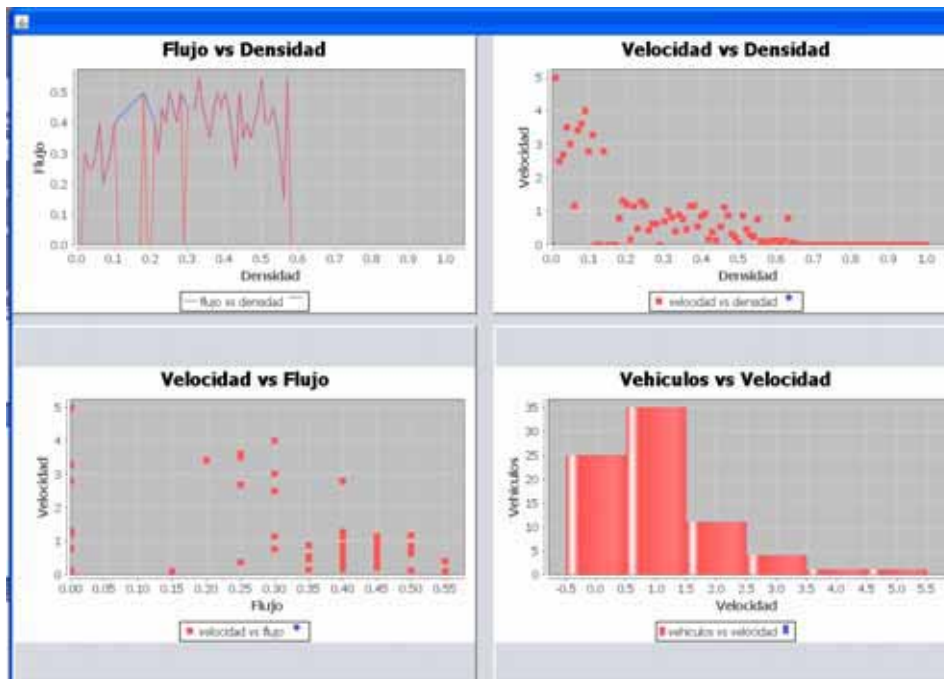 Flujo vs Densidad
Flujo
0.5
0.4
0.3
0.2
0.1
0.0
0.0 0.1 0.2 0.3 0.4 0.5 0.6 0.7 0.8 0.9 1.0
Densidad
flujo vs densidad
Velocidad vs Densidad
Velocidad
5
4
3
2
1
0
0.0 0.1 0.2 0.3 0.4 0.5 0.6 0.7 0.8 0.9 1.0
Densidad
velocidad vs densidad
Velocidad vs Flujo
Velocidad
5
4
3
2
1
0
0.00 0.05 0.10 0.15 0.20 0.25 0.30 0.35 0.40 0.45 0.50 0.55
Flujo
velocidad vs flujo
Vehiculos vs Velocidad
Vehiculos
35
30
25
20
15
10
5
0
-0.5 0.0 0.5 1.0 1.5 2.0 2.5 3.0 3.5 4.0 4.5 5.0 5.5
Velocidad
vehiculos vs velocidad